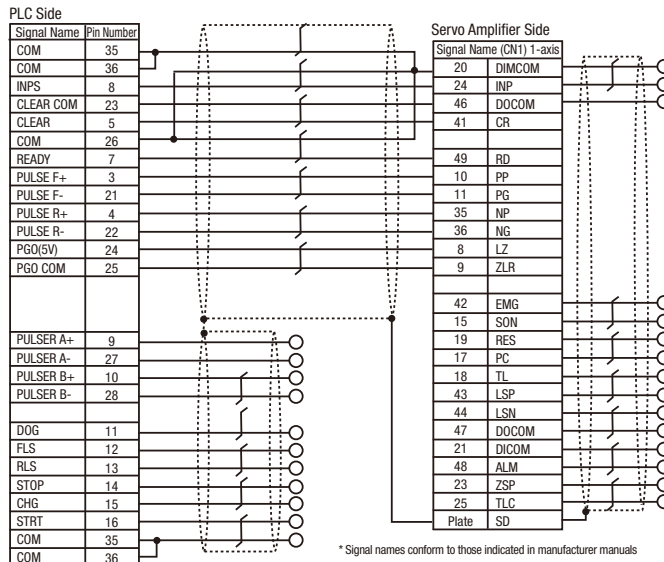 PLC Side
Signal Name Pin Number
COM 35
COM 36
INPS 8
CLEAR COM 23
CLEAR 5
COM 26
READY 7
PULSE F+ 3
PULSE F- 21
PULSE R+ 4
PULSE R- 22
PGO(5V) 24
PGO COM 25
PULSER A+ 9
PULSER A- 27
PULSER B+ 10
PULSER B- 28
DOG 11
FLS 12
RLS 13
STOP 14
CHG 15
STRT 16
COM 35
COM 36
Servo Amplifier Side
Signal Name (CN1) 1-axis
20 DIMCOM
24 INP
46 DOCOM
41 CR
49 RD
10 PP
11 PG
35 NP
36 NG
8 LZ
9 ZLR
42 EMG
15 SON
19 RES
17 PC
18 TL
43 LSP
44 LSN
47 DOCOM
21 DICOM
48 ALM
23 ZSP
25 TLC
Plate SD
* Signal names conform to those indicated in manufacturer manuals